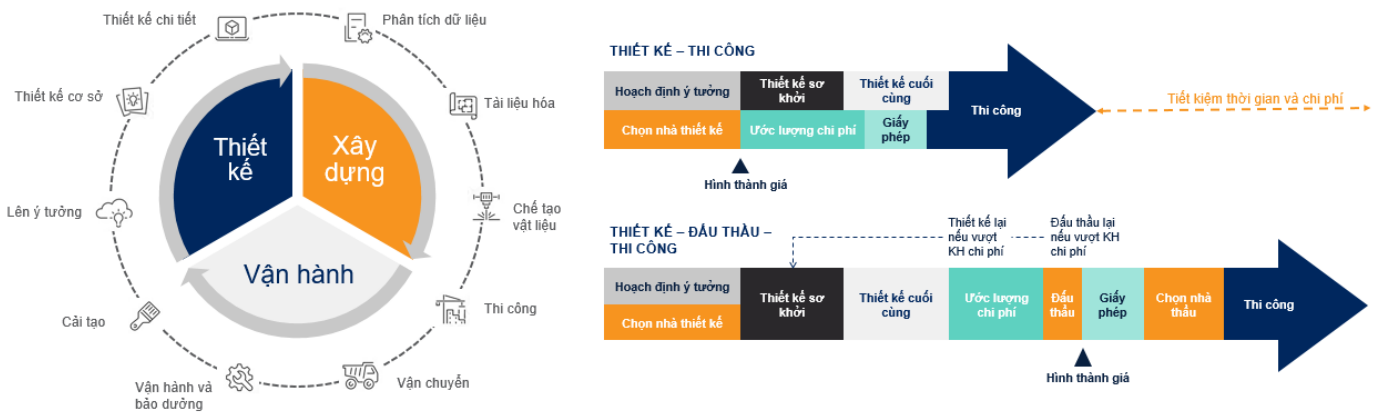 Thiết kế chi tiết
Phân tích dữ liệu
Thiết kế cơ sở
Tài liệu hóa
Lên ý tưởng
Chế tạo
vật liệu
Cải tạo
Thi công
Vận hành và
bảo dưỡng
Vận chuyển
Thiết
kế
Xây
dựng
Vận hành
THIẾT KẾ – THI CÔNG
Hoạch định ý tưởng
Thiết kế sơ
khởi
Thiết kế cuối
cùng
Thi công
Tiết kiệm thời gian và chi phí
Chọn nhà thiết kế
Ước lượng chi phí
Giấy
phép
Hình thành giá
THIẾT KẾ – ĐẤU THẦU –
THI CÔNG
Thiết kế lại
nếu vượt
KH chi phí
Đấu thầu lại
nếu vượt KH
chi phí
Hoạch định ý tưởng
Chọn nhà thiết kế
Thiết kế sơ
khởi
Thiết kế cuối
cùng
Ước lượng
chi phí
Đấu
thầu
Giấy
phép
Chọn nhà
thầu
Thi công
Hình thành giá